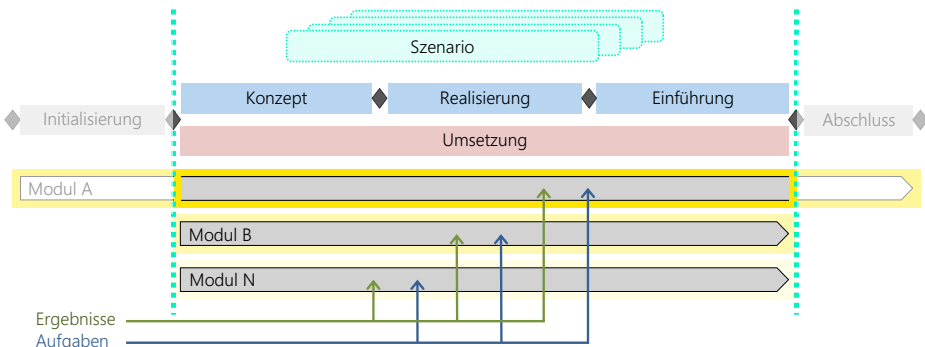 Szenario
Konzept
Realisierung
Einführung
Initialisierung
Abschluss
Umsetzung
Modul A
Modul B
Modul N
Ergebnisse
Aufgaben